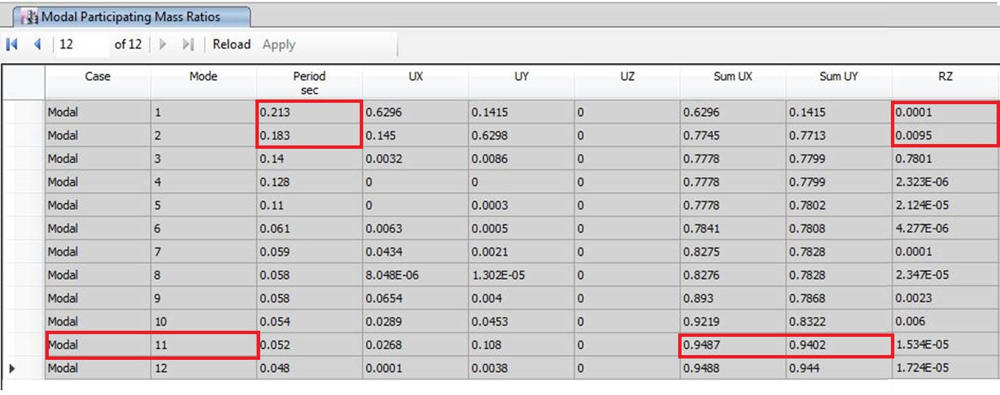 Modal Participating Mass Ratios
12 of 12 Reload Apply
Case Mode Period sec UX UY UZ Sum UX Sum UY RZ
Modal 1 0.213 0.6296 0.1415 0 0.6296 0.1415 0.0001
Modal 2 0.183 0.145 0.6298 0 0.7745 0.7713 0.0095
Modal 3 0.14 0.0032 0.0086 0 0.7778 0.7799 0.7801
Modal 4 0.128 0 0 0 0.7778 0.7799 2.323E-06
Modal 5 0.11 0 0.0003 0 0.7778 0.7802 2.124E-05
Modal 6 0.061 0.0063 0.0005 0 0.7841 0.7808 4.277E-06
Modal 7 0.059 0.0434 0.0021 0 0.8275 0.7828 0.0001
Modal 8 0.058 8.048E-06 1.302E-05 0 0.8276 0.7828 2.347E-05
Modal 9 0.058 0.0654 0.004 0 0.893 0.7868 0.0023
Modal 10 0.054 0.0289 0.0453 0 0.9219 0.8322 0.006
Modal 11 0.052 0.0268 0.108 0 0.9487 0.9402 1.534E-05
Modal 12 0.048 0.0001 0.0038 0 0.9488 0.944 1.724E-05